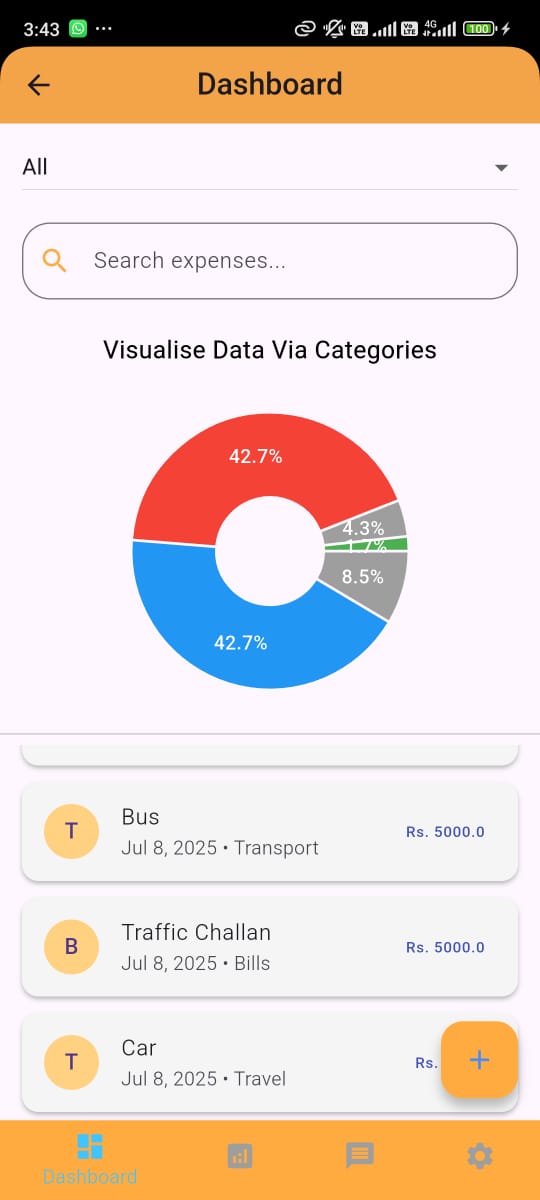 3:43
4G
100
Dashboard
All
Search expenses...
Visualise Data Via Categories
42.7%
4.3%
1.7%
8.5%
42.7%
T
Bus
Jul 8, 2025 • Transport
Rs. 5000.0
B
Traffic Challan
Jul 8, 2025 • Bills
Rs. 5000.0
T
Car
Jul 8, 2025 • Travel
Rs.
Dashboard